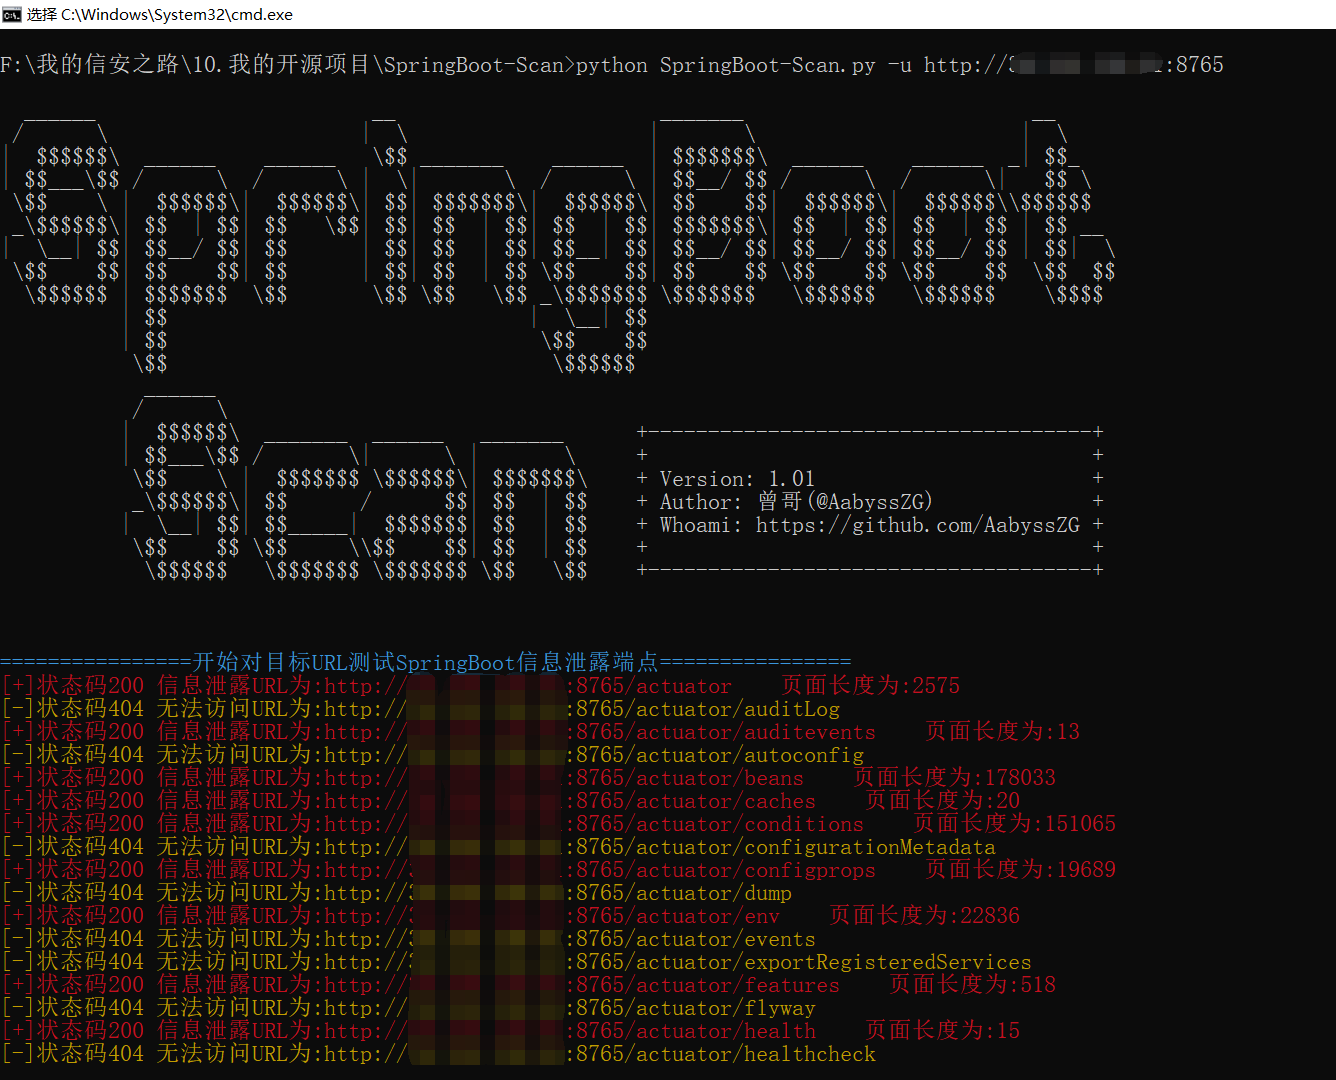 选择 C:\Windows\System32\cmd.exe
F:\我的信安之路\10.我的开源项目\SpringBoot-Scan>python SpringBoot-Scan.py -u http:// :8765
SpringBoot
Scan
Version: 1.01
Author: 曾哥(@AabyssZG)
Whoami: https://github.com/AabyssZG
================开始对目标URL测试SpringBoot信息泄露端点================
[+]状态码200 信息泄露URL为:http:// :8765/actuator 页面长度为:2575
[-]状态码404 无法访问URL为:http:// :8765/actuator/auditLog
[+]状态码200 信息泄露URL为:http:// :8765/actuator/auditevents 页面长度为:13
[-]状态码404 无法访问URL为:http:// :8765/actuator/autoconfig
[+]状态码200 信息泄露URL为:http:// :8765/actuator/beans 页面长度为:178033
[+]状态码200 信息泄露URL为:http:// :8765/actuator/caches 页面长度为:20
[+]状态码200 信息泄露URL为:http:// :8765/actuator/conditions 页面长度为:151065
[-]状态码404 无法访问URL为:http:// :8765/actuator/configurationMetadata
[+]状态码200 信息泄露URL为:http:// :8765/actuator/configprops 页面长度为:19689
[-]状态码404 无法访问URL为:http:// :8765/actuator/dump
[+]状态码200 信息泄露URL为:http:// :8765/actuator/env 页面长度为:22836
[-]状态码404 无法访问URL为:http:// :8765/actuator/events
[-]状态码404 无法访问URL为:http:// :8765/actuator/exportRegisteredServices
[+]状态码200 信息泄露URL为:http:// :8765/actuator/features 页面长度为:518
[-]状态码404 无法访问URL为:http:// :8765/actuator/flyway
[+]状态码200 信息泄露URL为:http:// :8765/actuator/health 页面长度为:15
[-]状态码404 无法访问URL为:http:// :8765/actuator/healthcheck